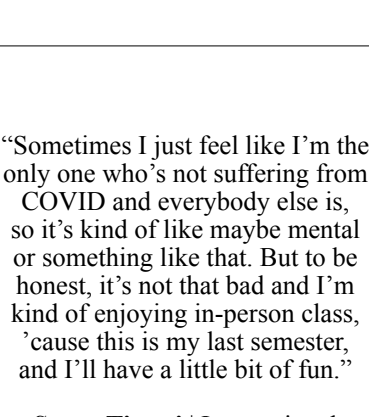 “Sometimes I just feel like I’m the
only one who’s not suffering from
COVID and everybody else is,
so it’s kind of like maybe mental
or something like that. But to be
honest, it’s not that bad and I’m
kind of enjoying in-person class,
’cause this is my last semester,
and I’ll have a little bit of fun.”